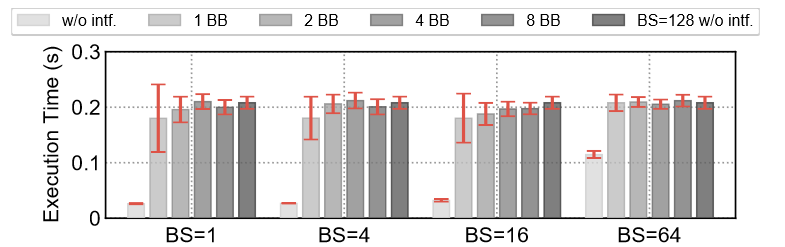 w/o intf. 1 BB 2 BB 4 BB 8 BB BS=128 w/o intf.
Execution Time (s)
0.3
0.2
0.1
0
BS=1 BS=4 BS=16 BS=64